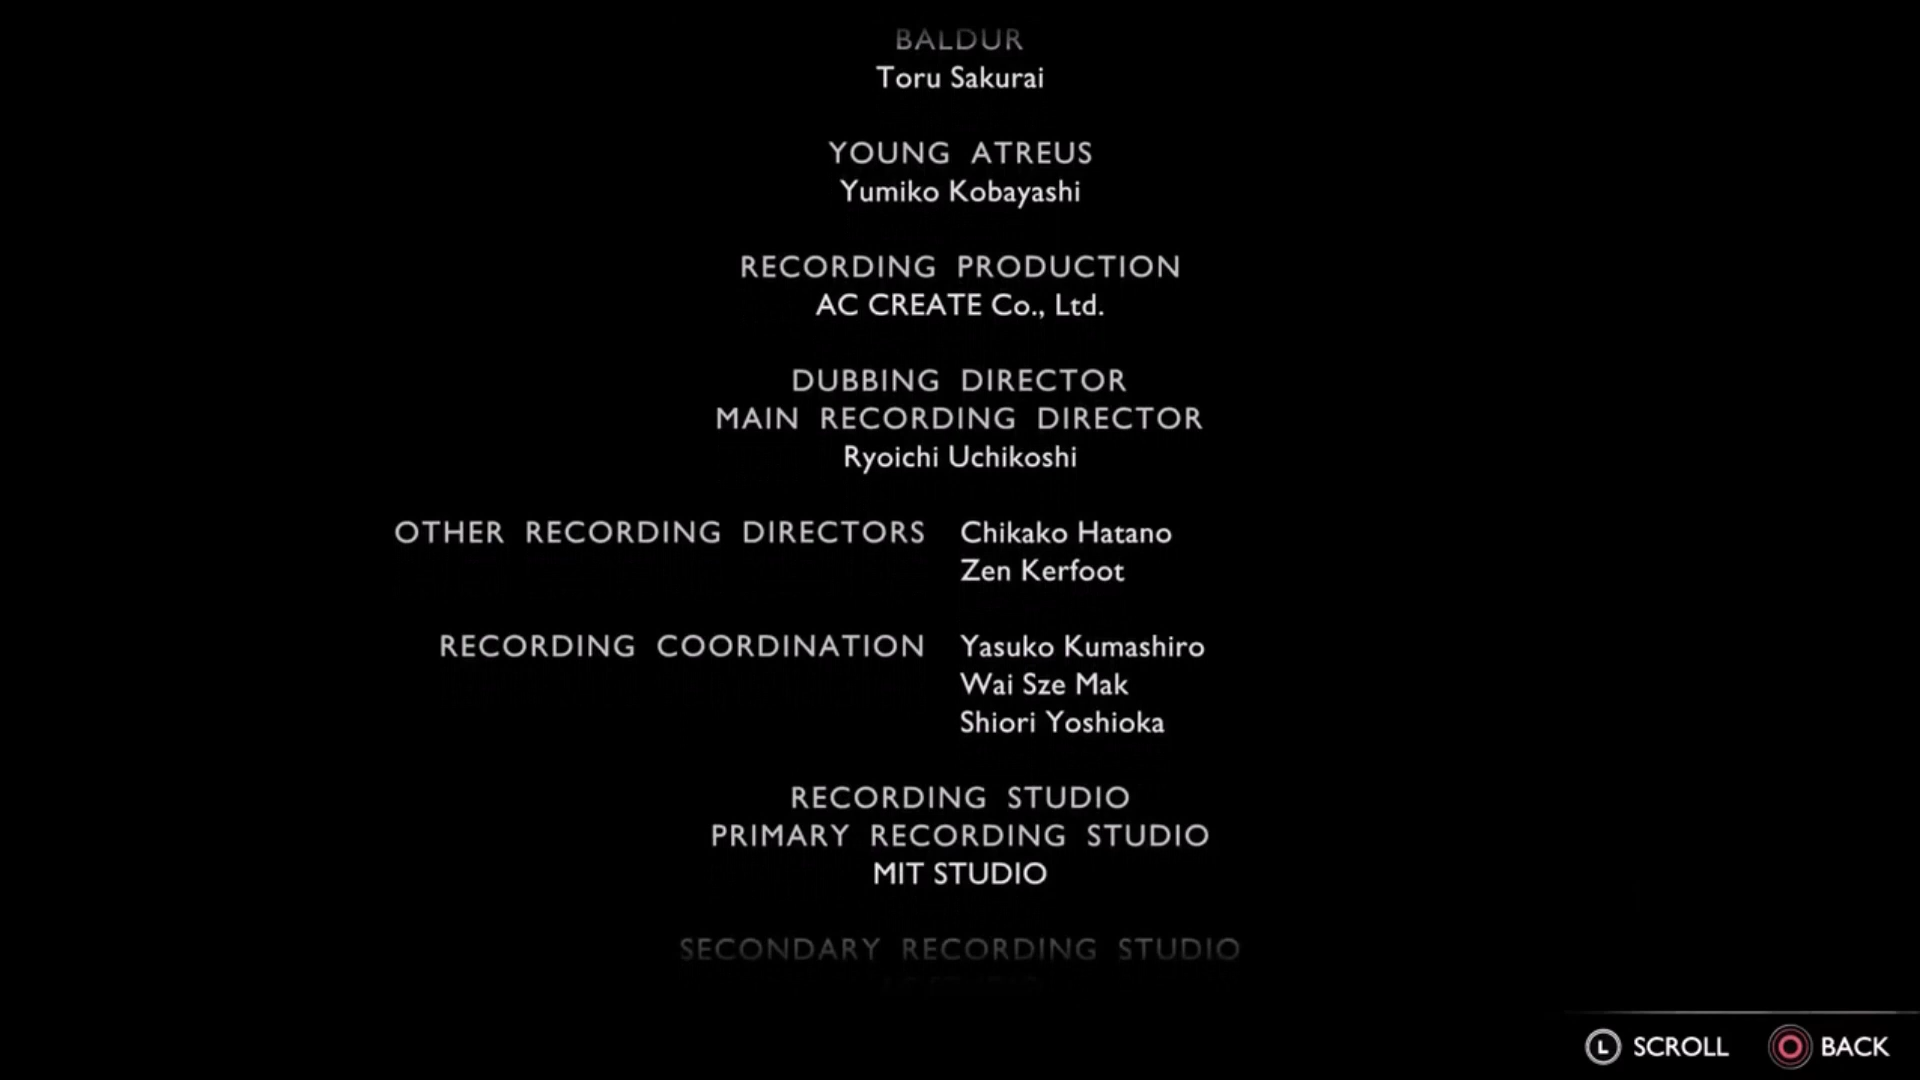 BALDUR
Toru Sakurai
YOUNG ATREUS
Yumiko Kobayashi
RECORDING PRODUCTION
AC CREATE Co., Ltd.
DUBBING DIRECTOR
MAIN RECORDING DIRECTOR
Ryoichi Uchikoshi
OTHER RECORDING DIRECTORS Chikako Hatano
Zen Kerfoot
RECORDING COORDINATION Yasuko Kumashiro
Wai Sze Mak
Shiori Yoshioka
RECORDING STUDIO
PRIMARY RECORDING STUDIO
MIT STUDIO
SECONDARY RECORDING STUDIO
L SCROLL BACK